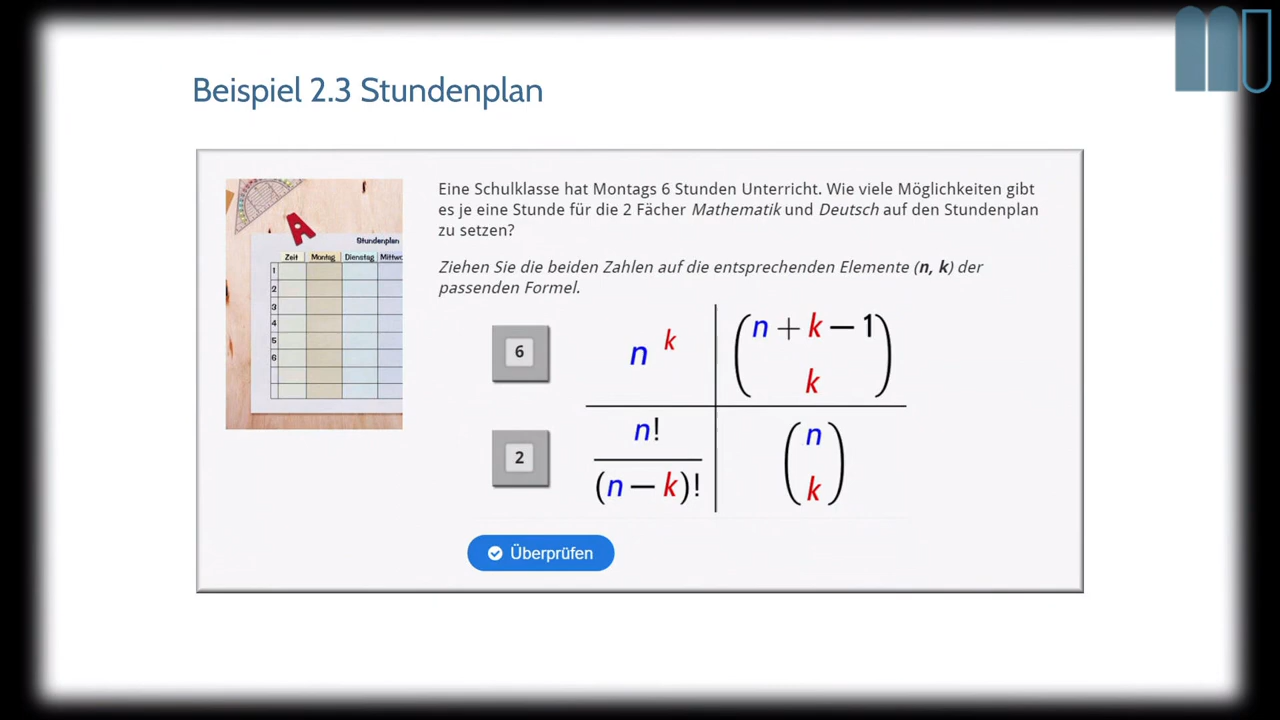 Beispiel 2.3 Stundenplan
Eine Schulklasse hat Montags 6 Stunden Unterricht. Wie viele Möglichkeiten gibt
es je eine Stunde für die 2 Fächer Mathematik und Deutsch auf den Stundenplan
zu setzen?
Ziehen Sie die beiden Zahlen auf die entsprechenden Elemente (n, k) der
passenden Formel.
A
Stundenplan
Zeit Montag Dienstag Mittwo
1
2
3
4
5
6
6
2
n^k
(n + k − 1
k)
n!
(n − k)!
(n
k)
Überprüfen